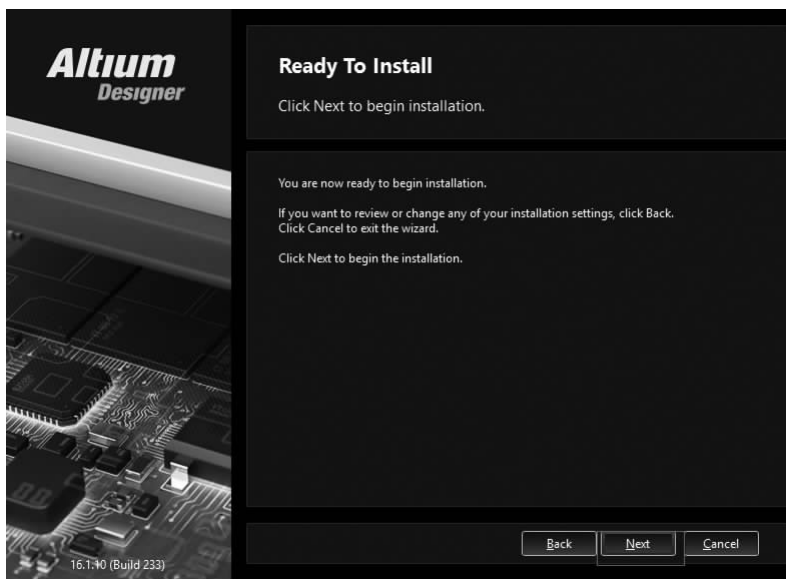 Altium
Designer
Ready To Install
Click Next to begin installation.
You are now ready to begin installation.
If you want to review or change any of your installation settings, click Back.
Click Cancel to exit the wizard.
Click Next to begin the installation.
Back
Next
Cancel
16.1.10 (Build 233)